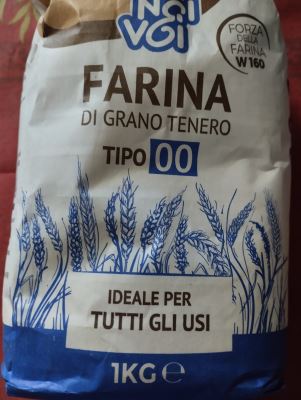 NOI
VOI
FORZA
DELLA
FARINA
W 160
FARINA
DI GRANO TENERO
TIPO 00
IDEALE PER
TUTTI GLI USI
1KG ℮